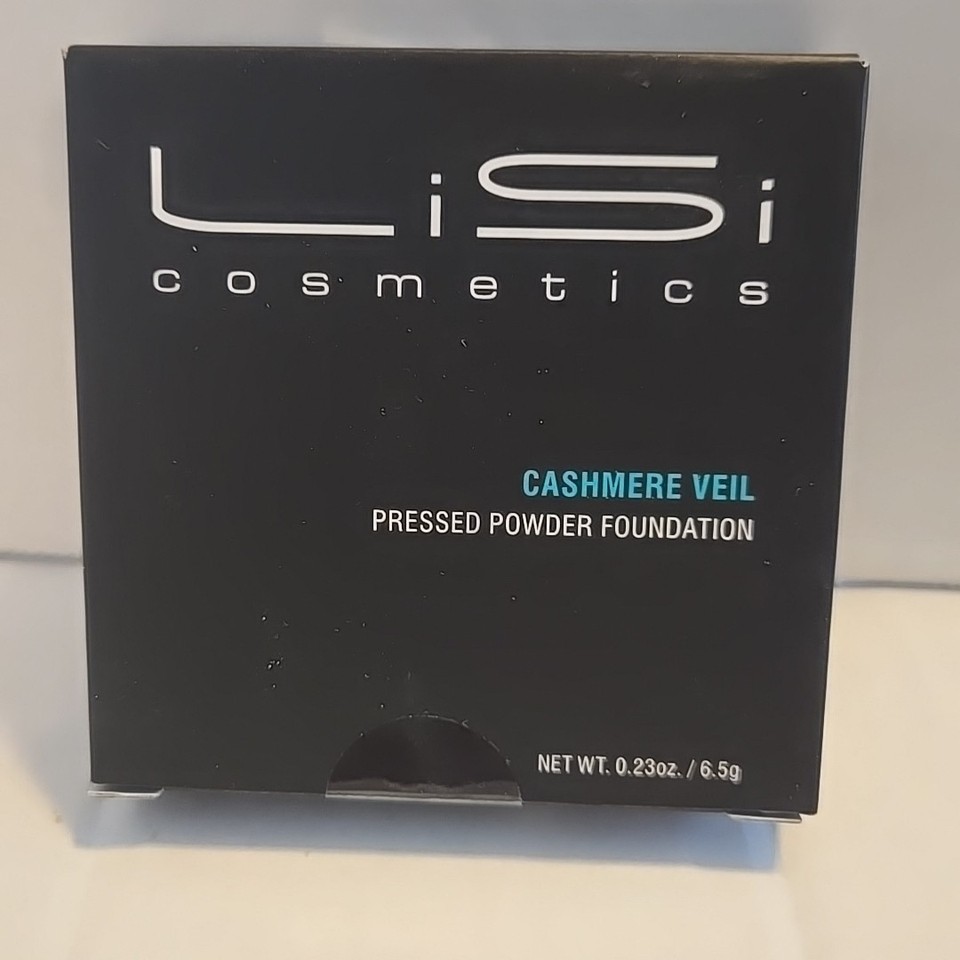 LiSi
cosmetics
CASHMERE VEIL
PRESSED POWDER FOUNDATION
NET WT. 0.23oz. / 6.5g